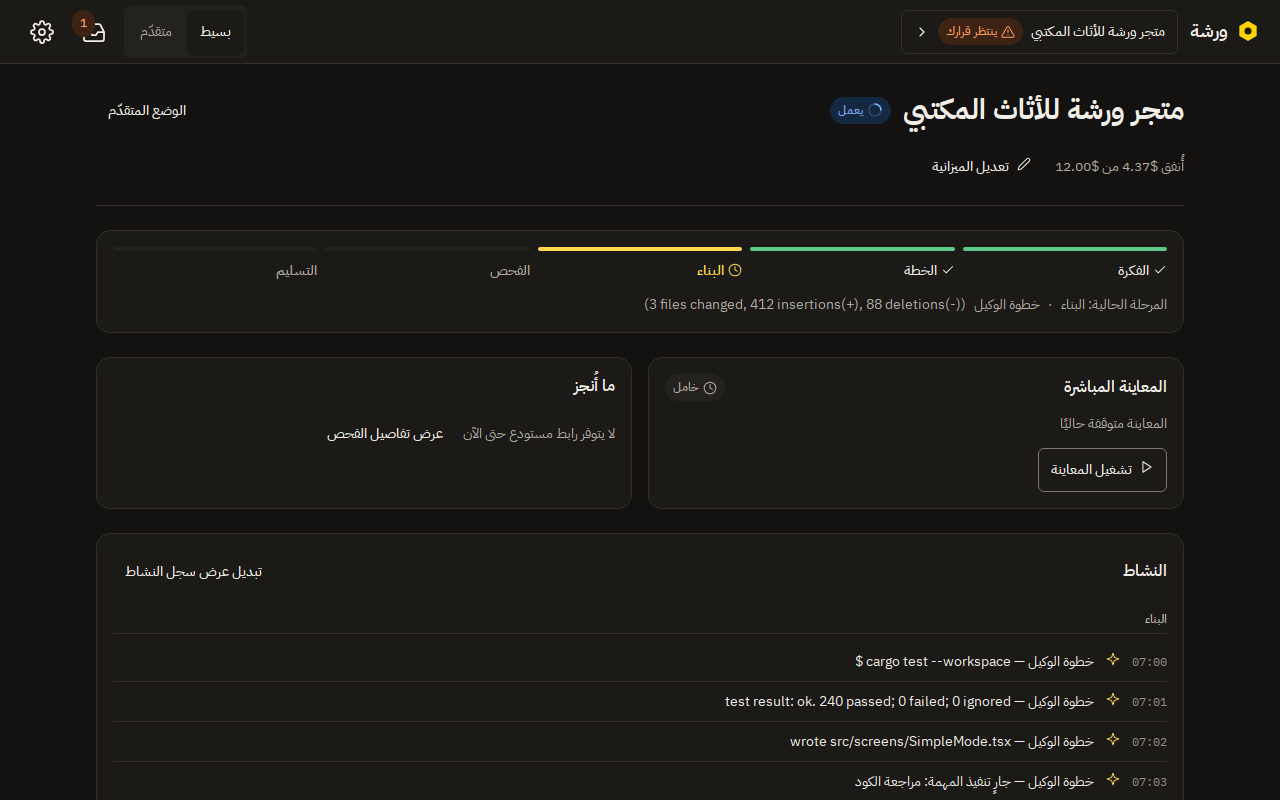 ورشة
متجر ورشة للأثاث المكتبي
ينتظر قرارك
بسيط
متقدّم
1
متجر ورشة للأثاث المكتبي
يعمل
الوضع المتقدّم
أُنفق $4.37 من $12.00
تعديل الميزانية
الفكرة
الخطة
البناء
الفحص
التسليم
المرحلة الحالية: البناء · خطوة الوكيل (3 files changed, 412 insertions(+), 88 deletions(-))
المعاينة المباشرة
خامل
المعاينة متوقفة حاليًا
تشغيل المعاينة
ما أُنجز
لا يتوفر رابط مستودع حتى الآن
عرض تفاصيل الفحص
النشاط
تبديل عرض سجل النشاط
البناء
07:00 خطوة الوكيل — $ cargo test --workspace
07:01 خطوة الوكيل — test result: ok. 240 passed; 0 failed; 0 ignored
07:02 خطوة الوكيل — wrote src/screens/SimpleMode.tsx
07:03 خطوة الوكيل — جارٍ تنفيذ المهمة: مراجعة الكود